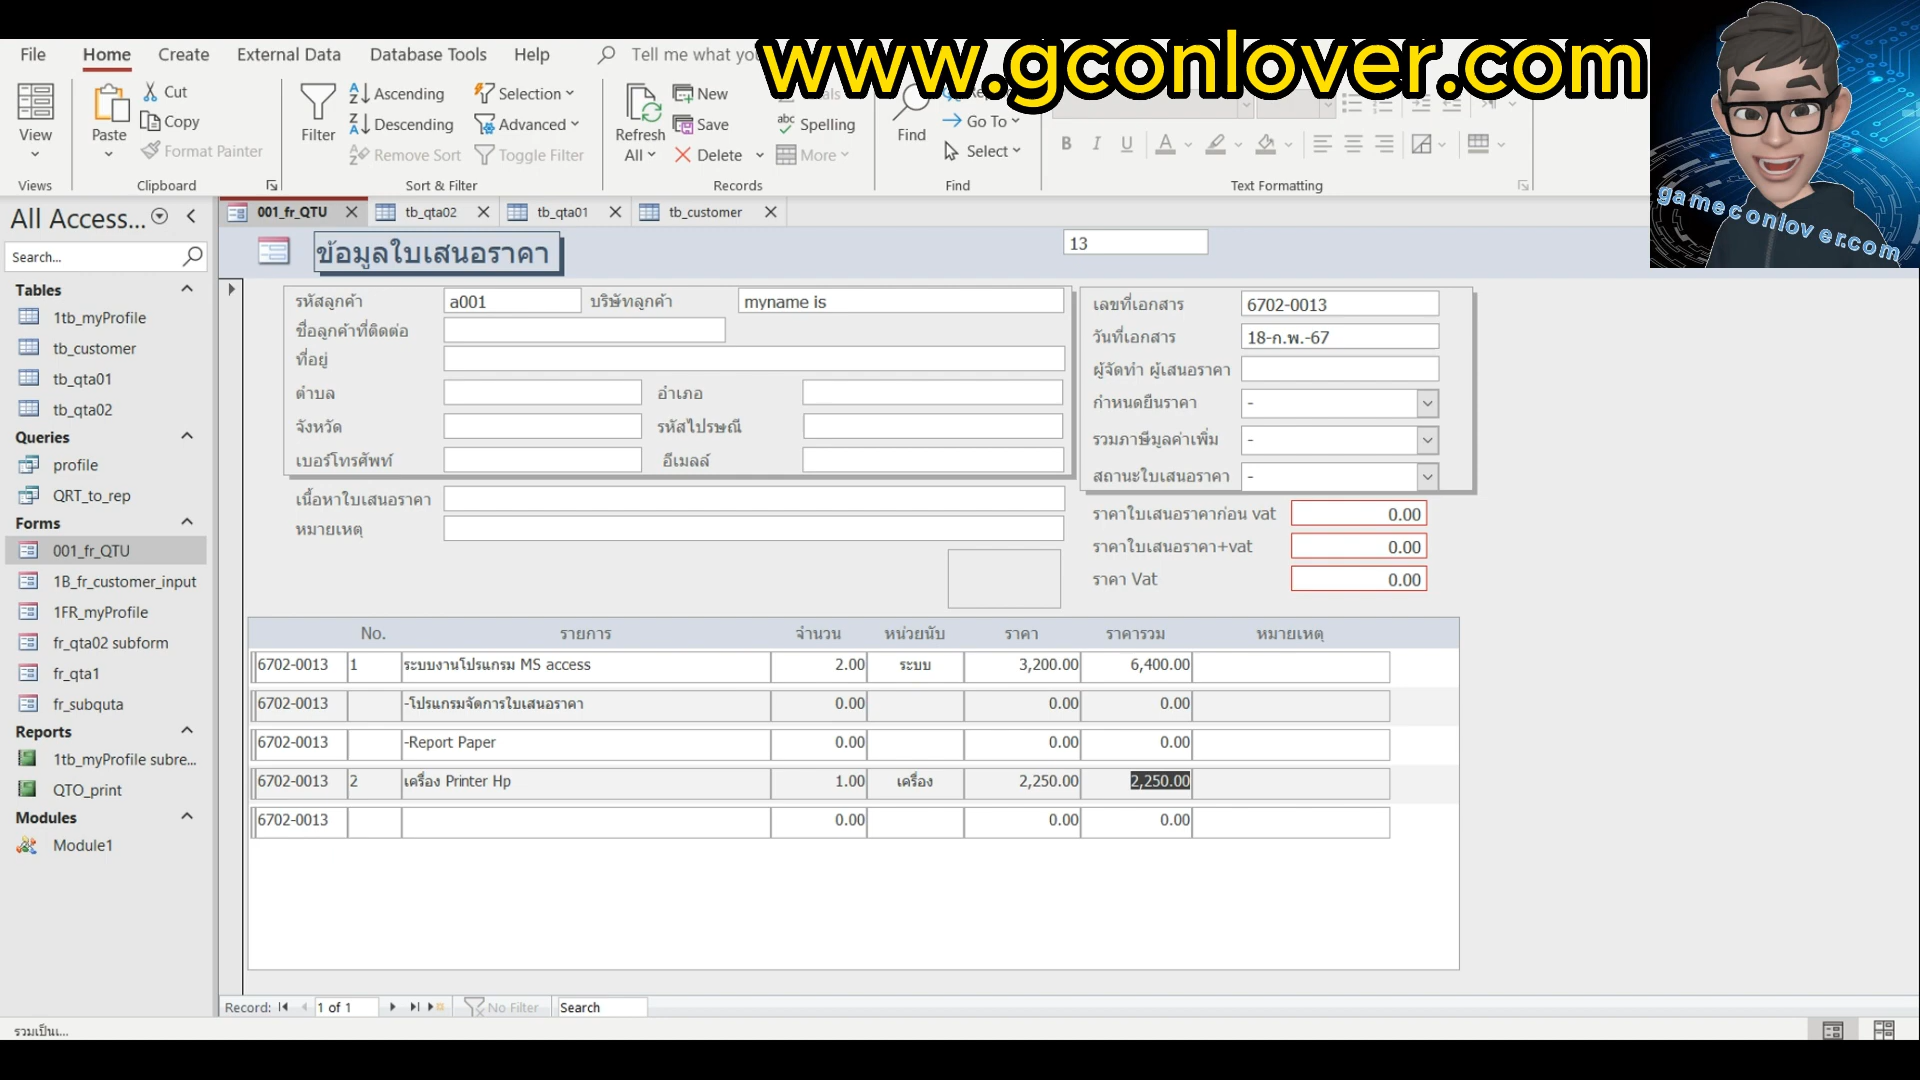 www.gconlover.com
gameconlover.com
File Home Create External Data Database Tools Help Tell me what
View
Views
Paste
Cut
Copy
Format Painter
Clipboard
Filter
Ascending
Descending
Remove Sort
Selection
Advanced
Toggle Filter
Sort & Filter
Refresh All
New
Save
Delete
Spelling
More
Records
Find
Go To
Select
Find
B I U A
Text Formatting
All Access...
Search...
001_fr_QTU tb_qta02 tb_qta01 tb_customer
Tables
1tb_myProfile
tb_customer
tb_qta01
tb_qta02
Queries
profile
QRT_to_rep
Forms
001_fr_QTU
1B_fr_customer_input
1FR_myProfile
fr_qta02 subform
fr_qta1
fr_subquta
Reports
1tb_myProfile subre...
QTO_print
Modules
Module1
ข้อมูลใบเสนอราคา
13
รหัสลูกค้า a001 บริษัทลูกค้า myname is
ชื่อลูกค้าที่ติดต่อ
ที่อยู่
ตำบล อำเภอ
จังหวัด รหัสไปรษณี
เบอร์โทรศัพท์ อีเมลล์
เนื้อหาใบเสนอราคา
หมายเหตุ
เลขที่เอกสาร 6702-0013
วันที่เอกสาร 18-ก.พ.-67
ผู้จัดทำ ผู้เสนอราคา
กำหนดยืนราคา -
รวมภาษีมูลค่าเพิ่ม -
สถานะใบเสนอราคา -
ราคาใบเสนอราคาก่อน vat 0.00
ราคาใบเสนอราคา+vat 0.00
ราคา Vat 0.00
No. รายการ จำนวน หน่วยนับ ราคา ราคารวม หมายเหตุ
6702-0013 1 ระบบงานโปรแกรม MS access 2.00 ระบบ 3,200.00 6,400.00
6702-0013 -โปรแกรมจัดการใบเสนอราคา 0.00 0.00 0.00
6702-0013 -Report Paper 0.00 0.00 0.00
6702-0013 2 เครื่อง Printer Hp 1.00 เครื่อง 2,250.00 2,250.00
6702-0013 0.00 0.00 0.00
Record: 1 of 1 No Filter Search
รวมเป็นเ...